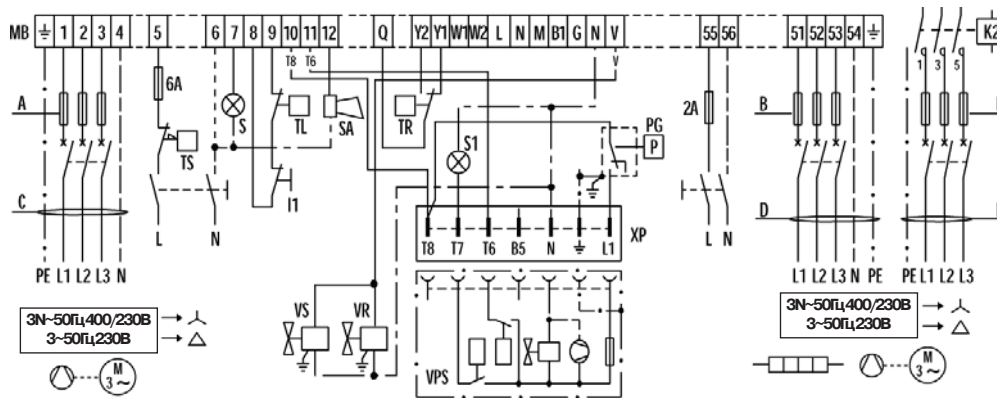 MB 1 2 3 4 5 6 7 8 9 10 11 12 Q Y2 Y1 W1 W2 L N M B1 G N V 55 56 51 52 53 54 K2
T8 T6 V 1 3 5
6A 2A
A S TL SA TR B
S1 PG
P
TS
I1
C D
L N T8 T7 T6 B5 N L1 XP L N
PE L1 L2 L3 N L1 L2 L3 N PE PE L1 L2 L3
VS VR
3N~50Гц400/230В
3~50Гц230В
3N~50Гц400/230В
3~50Гц230В
VPS
M
3~
M
3~